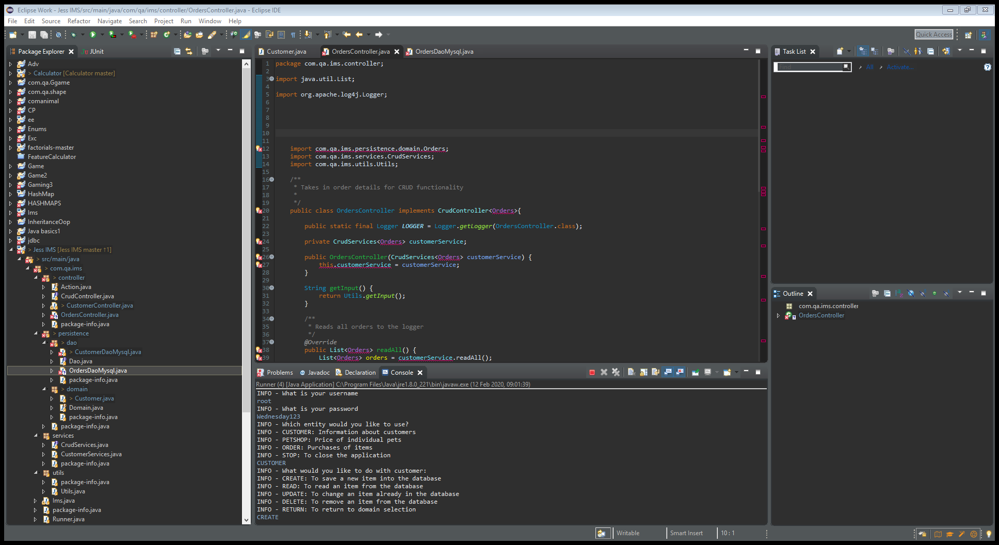 Eclipse Work - Jess IMS/src/main/java/com/qa/ims/controller/OrdersController.java - Eclipse IDE
File Edit Source Refactor Navigate Search Project Run Window Help
Quick Access
Package Explorer JUnit
Adv
> Calculator [Calculator master]
com.qa.Ggame
com.qa.shape
comanimal
CP
ee
Enums
Exc
factorials-master
FeatureCalculator
Game
Game2
Gaming3
HashMap
HASHMAPS
Ims
InheritanceOop
Java basics1
jdbc
> Jess IMS [Jess IMS master ↑1]
> src/main/java
> com.qa.ims
> controller
Action.java
CrudController.java
> CustomerController.java
OrdersController.java
package-info.java
> persistence
> dao
> CustomerDaoMysql.java
Dao.java
OrdersDaoMysql.java
package-info.java
> domain
> Customer.java
Domain.java
package-info.java
package-info.java
services
CrudServices.java
CustomerServices.java
package-info.java
utils
package-info.java
Utils.java
Ims.java
package-info.java
Runner.java
Customer.java OrdersController.java OrdersDaoMysql.java
1 package com.qa.ims.controller;
2
3 import java.util.List;
4
5 import org.apache.log4j.Logger;
6
7
8
9
10
11
12 import com.qa.ims.persistence.domain.Orders;
13 import com.qa.ims.services.CrudServices;
14 import com.qa.ims.utils.Utils;
15
16 /**
17 * Takes in order details for CRUD functionality
18 *
19 */
20 public class OrdersController implements CrudController<Orders>{
21
22 public static final Logger LOGGER = Logger.getLogger(OrdersController.class);
23
24 private CrudServices<Orders> customerService;
25
26 public OrdersController(CrudServices<Orders> customerService) {
27 this.customerService = customerService;
28 }
29
30 String getInput() {
31 return Utils.getInput();
32 }
33
34 /**
35 * Reads all orders to the logger
36 */
37 @Override
38 public List<Orders> readAll() {
39 List<Orders> orders = customerService.readAll();
Problems Javadoc Declaration Console
Runner (4) [Java Application] C:\Program Files\Java\jre1.8.0_221\bin\javaw.exe (12 Feb 2020, 09:01:39)
INFO - What is your username
root
INFO - What is your password
Wednesday123
INFO - Which entity would you like to use?
INFO - CUSTOMER: Information about customers
INFO - PETSHOP: Price of individual pets
INFO - ORDER: Purchases of items
INFO - STOP: To close the application
CUSTOMER
INFO - What would you like to do with customer:
INFO - CREATE: To save a new item into the database
INFO - READ: To read an item from the database
INFO - UPDATE: To change an item already in the database
INFO - DELETE: To remove an item from the database
INFO - RETURN: To return to domain selection
CREATE
Task List
Find All Activate...
Outline
com.qa.ims.controller
OrdersController
Writable Smart Insert 10 : 1